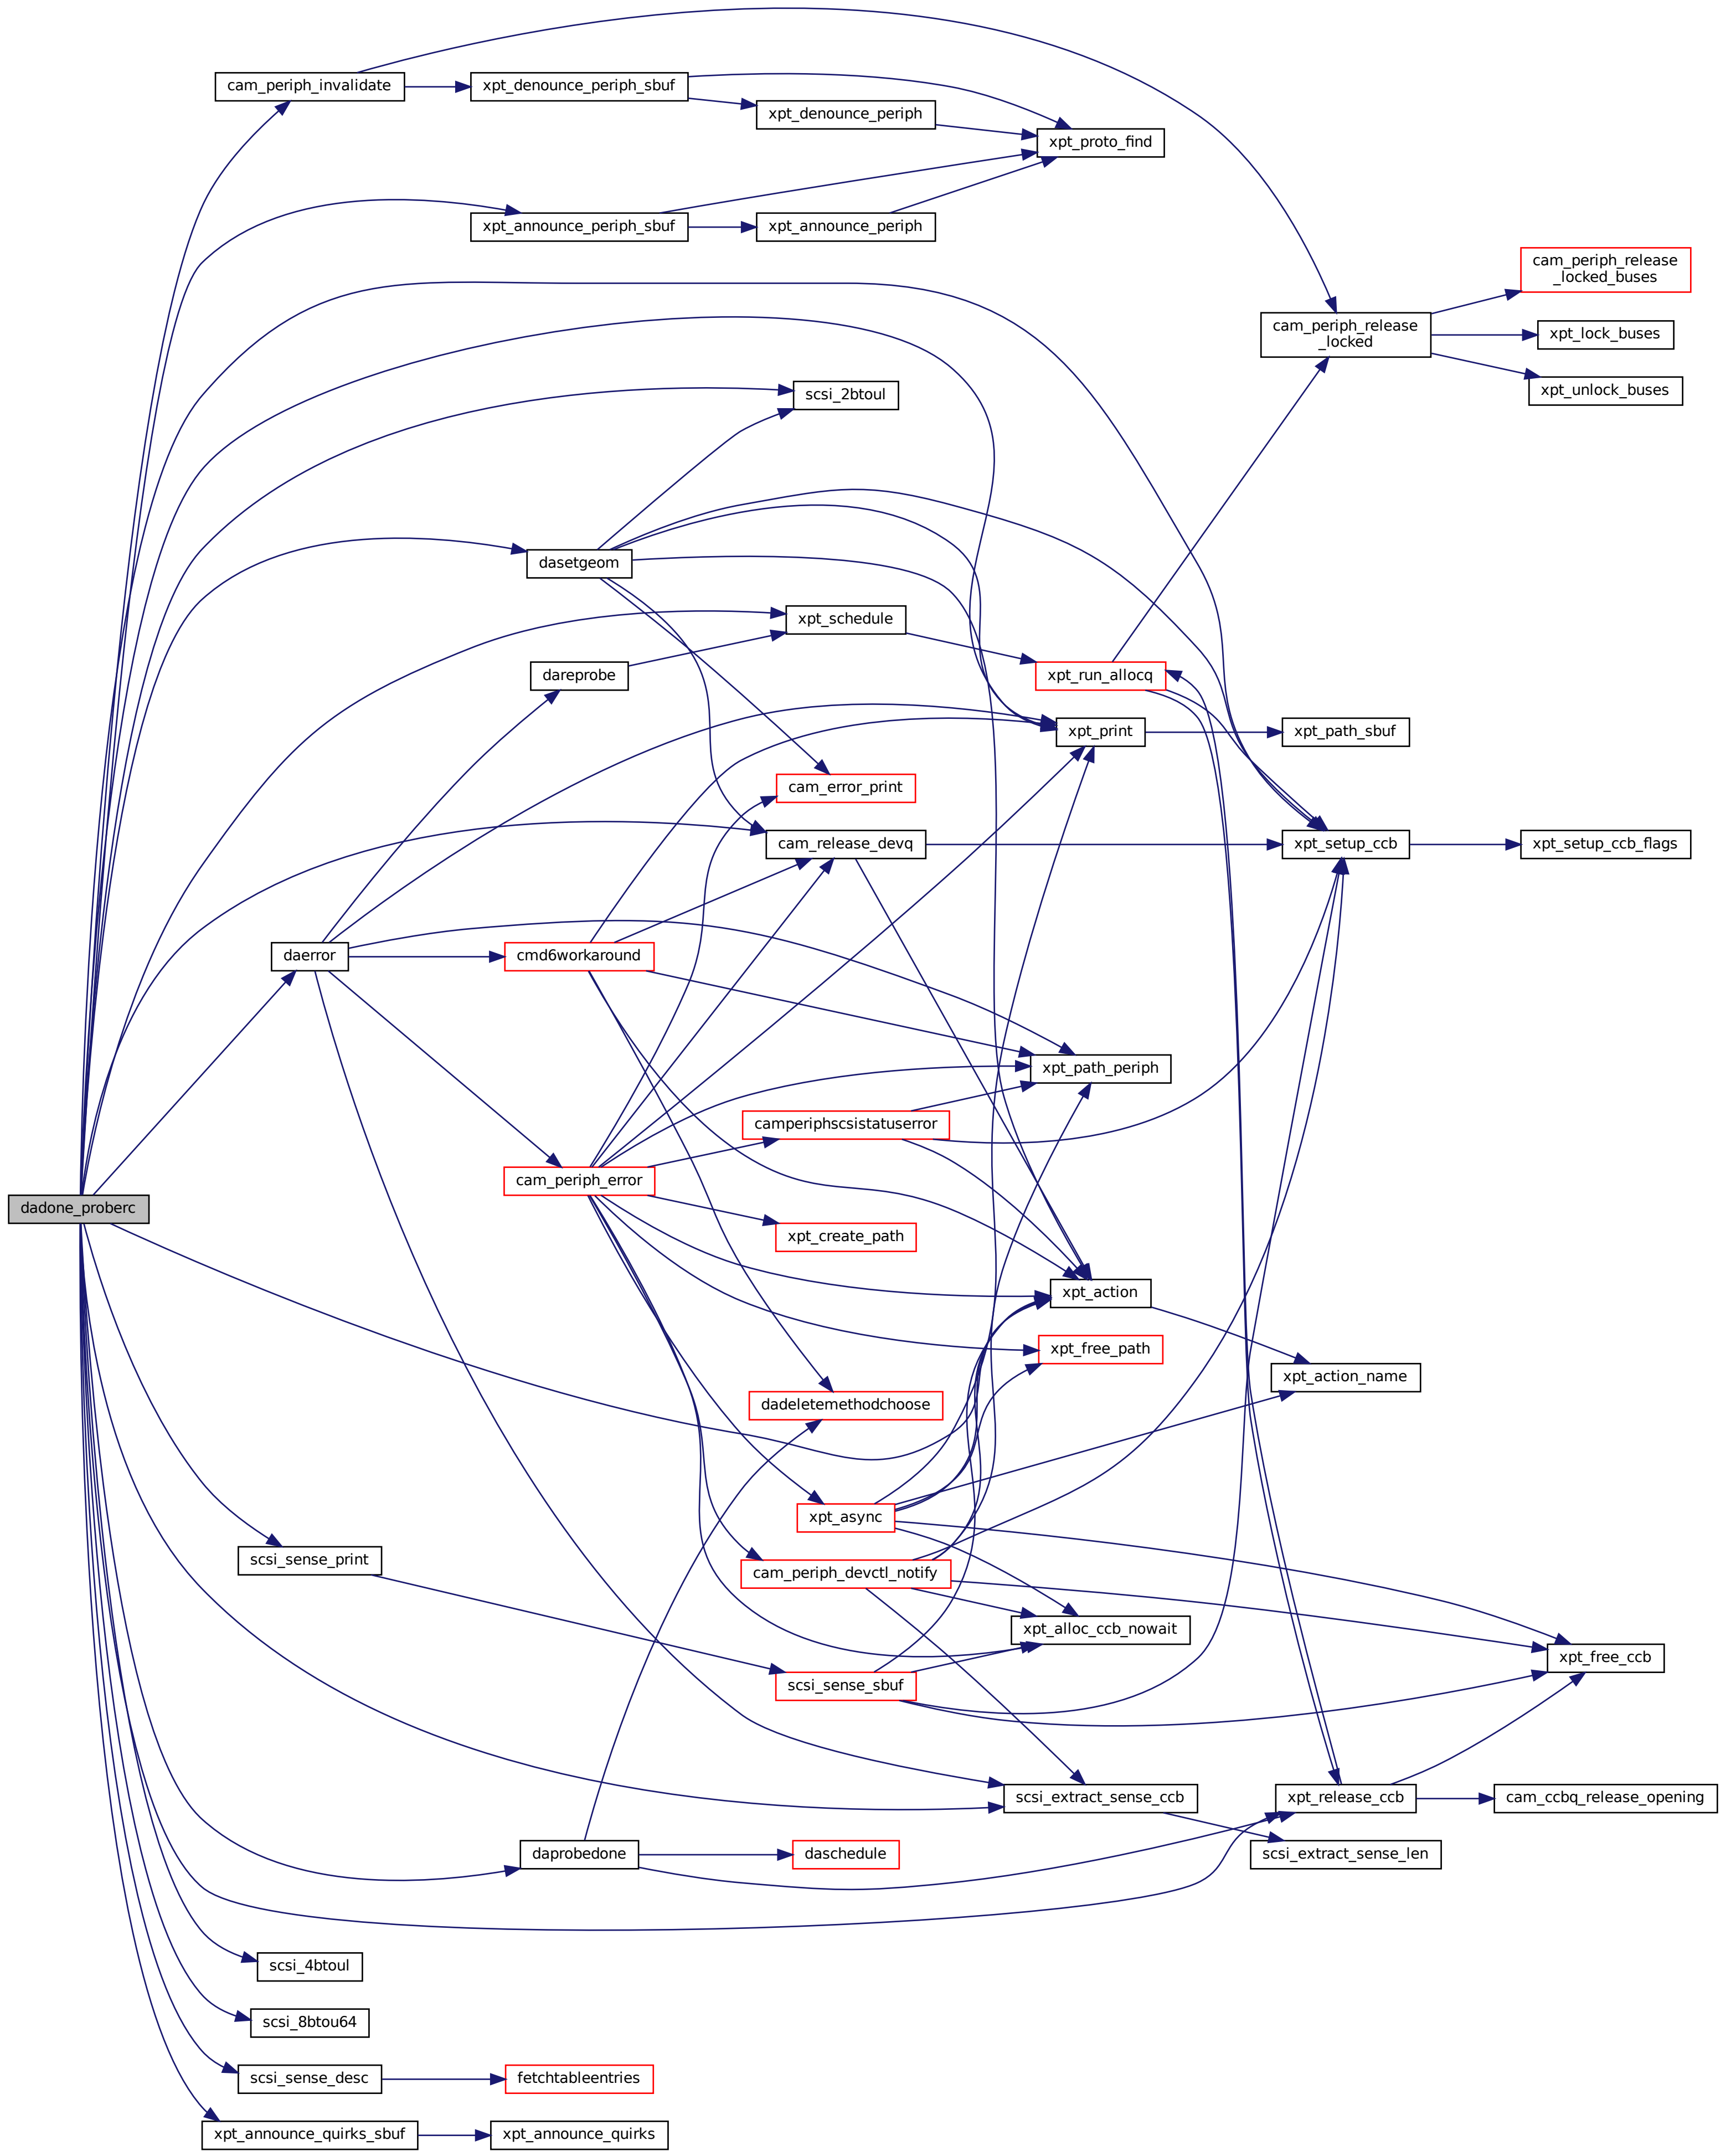 cam_periph_invalidate
xpt_denounce_periph_sbuf
xpt_denounce_periph
xpt_proto_find
xpt_announce_periph_sbuf
xpt_announce_periph
cam_periph_release
_locked_buses
cam_periph_release
_locked
xpt_lock_buses
xpt_unlock_buses
scsi_2btoul
dasetgeom
xpt_schedule
dareprobe
xpt_run_allocq
xpt_print
xpt_path_sbuf
cam_error_print
cam_release_devq
xpt_setup_ccb
xpt_setup_ccb_flags
daerror
cmd6workaround
xpt_path_periph
camperiphscsistatuserror
cam_periph_error
dadone_proberc
xpt_create_path
xpt_action
xpt_free_path
xpt_action_name
dadeletemethodchoose
xpt_async
scsi_sense_print
cam_periph_devctl_notify
xpt_alloc_ccb_nowait
xpt_free_ccb
scsi_sense_sbuf
scsi_extract_sense_ccb
xpt_release_ccb
cam_ccbq_release_opening
daprobedone
daschedule
scsi_extract_sense_len
scsi_4btoul
scsi_8btou64
scsi_sense_desc
fetchtableentries
xpt_announce_quirks_sbuf
xpt_announce_quirks